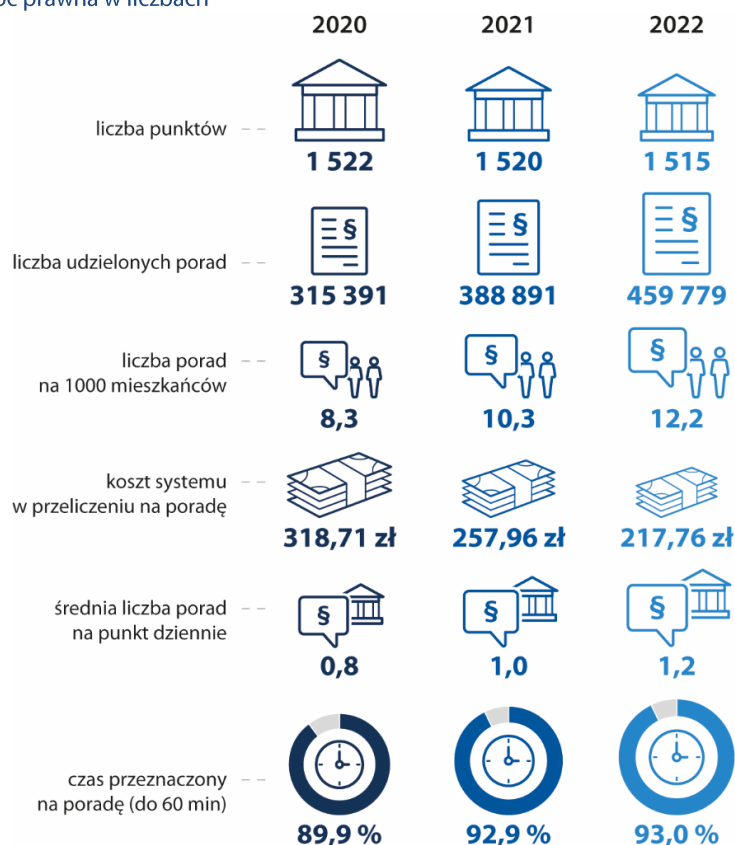 prawna w liczbach
2020 2021 2022
liczba punktów
1 522 1 520 1 515
§ § §
liczba udzielonych porad
315 391 388 891 459 779
§ § §
liczba porad
na 1000 mieszkańców
8,3 10,3 12,2
koszt systemu
w przeliczeniu na poradę
318,71 zł 257,96 zł 217,76 zł
§ § §
średnia liczba porad
na punkt dziennie
0,8 1,0 1,2
czas przeznaczony
na poradę (do 60 min)
89,9 % 92,9 % 93,0 %